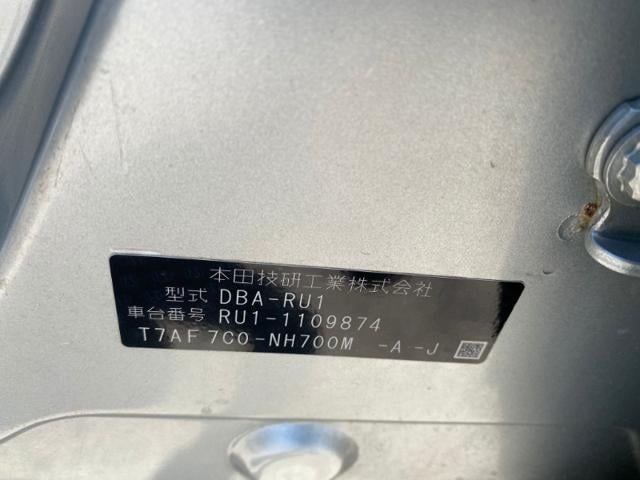 本田技研工業株式会社
型式 DBA-RU1
車台番号 RU1-1109874
T7AF7C0-NH700M -A -J